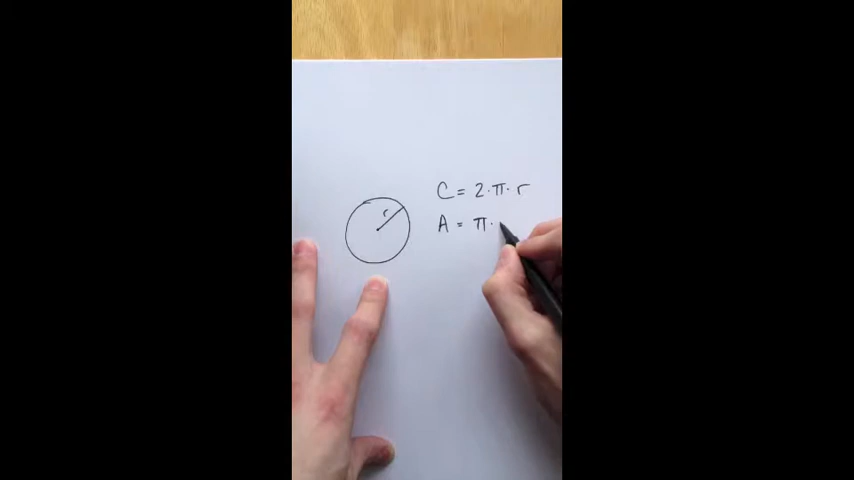 r
C = 2·π·r
A = π·